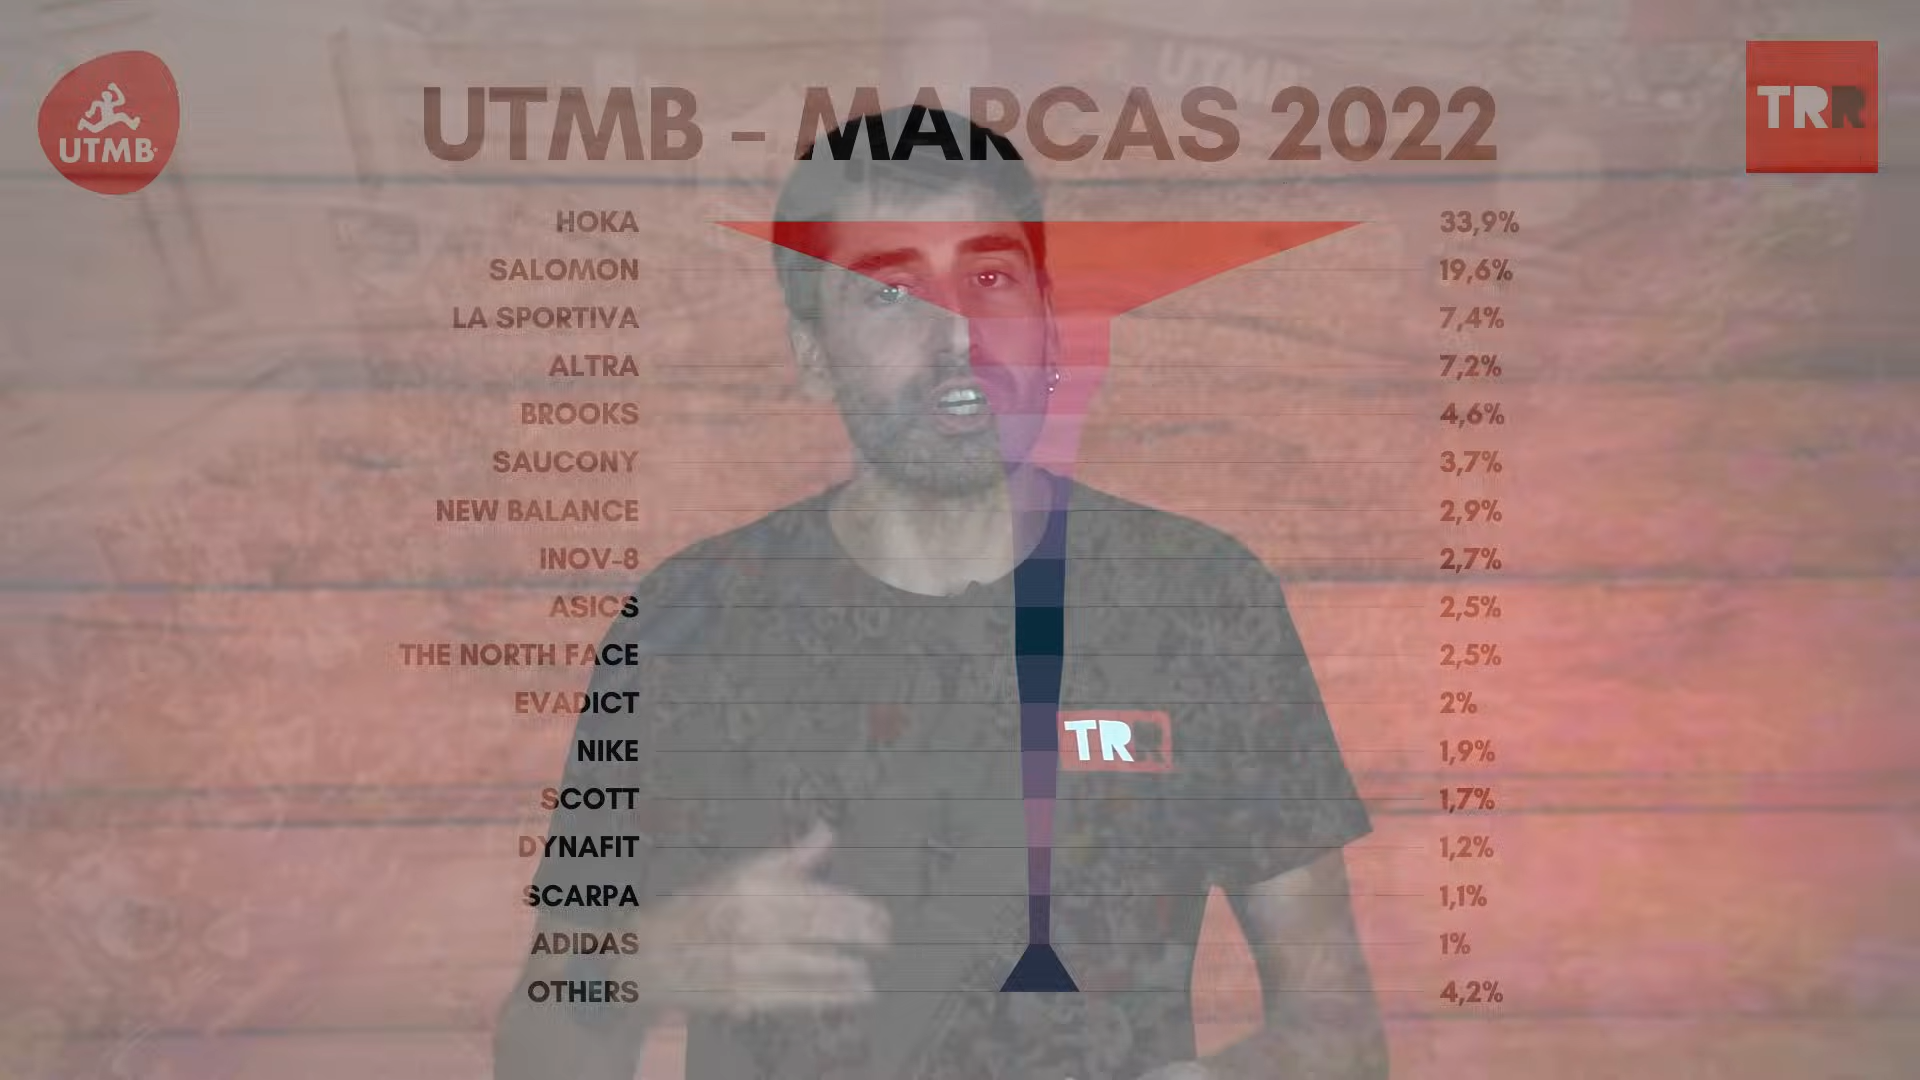 UTMB
UTMB
UTMB - MARCAS 2022
TRR
HOKA 33,9%
SALOMON 19,6%
LA SPORTIVA 7,4%
ALTRA 7,2%
BROOKS 4,6%
SAUCONY 3,7%
NEW BALANCE 2,9%
INOV-8 2,7%
ASICS 2,5%
THE NORTH FACE 2,5%
EVADICT 2%
NIKE 1,9%
TRR
SCOTT 1,7%
DYNAFIT 1,2%
SCARPA 1,1%
ADIDAS 1%
OTHERS 4,2%